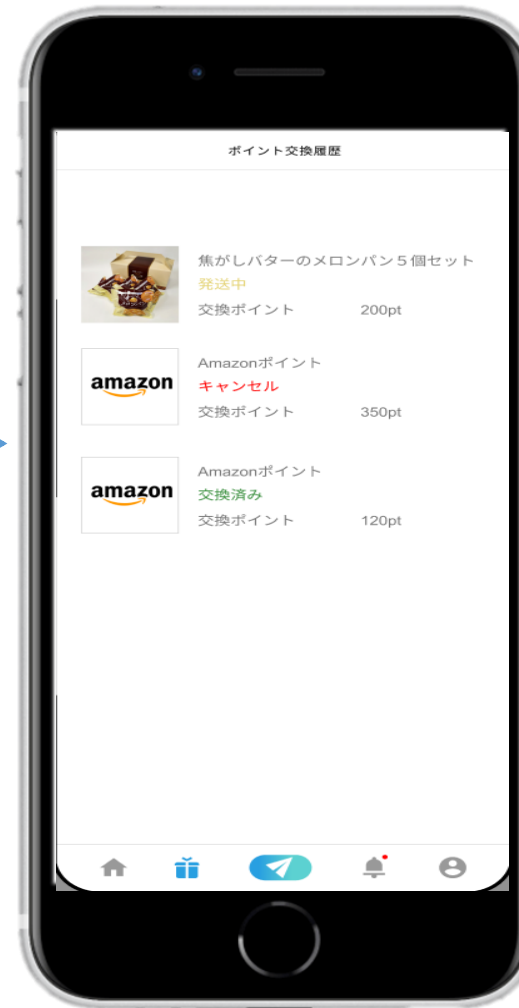 ポイント交換履歴
焦がしバターのメロンパン５個セット
発送中
交換ポイント 200pt
amazon
Amazonポイント
キャンセル
交換ポイント 350pt
amazon
Amazonポイント
交換済み
交換ポイント 120pt